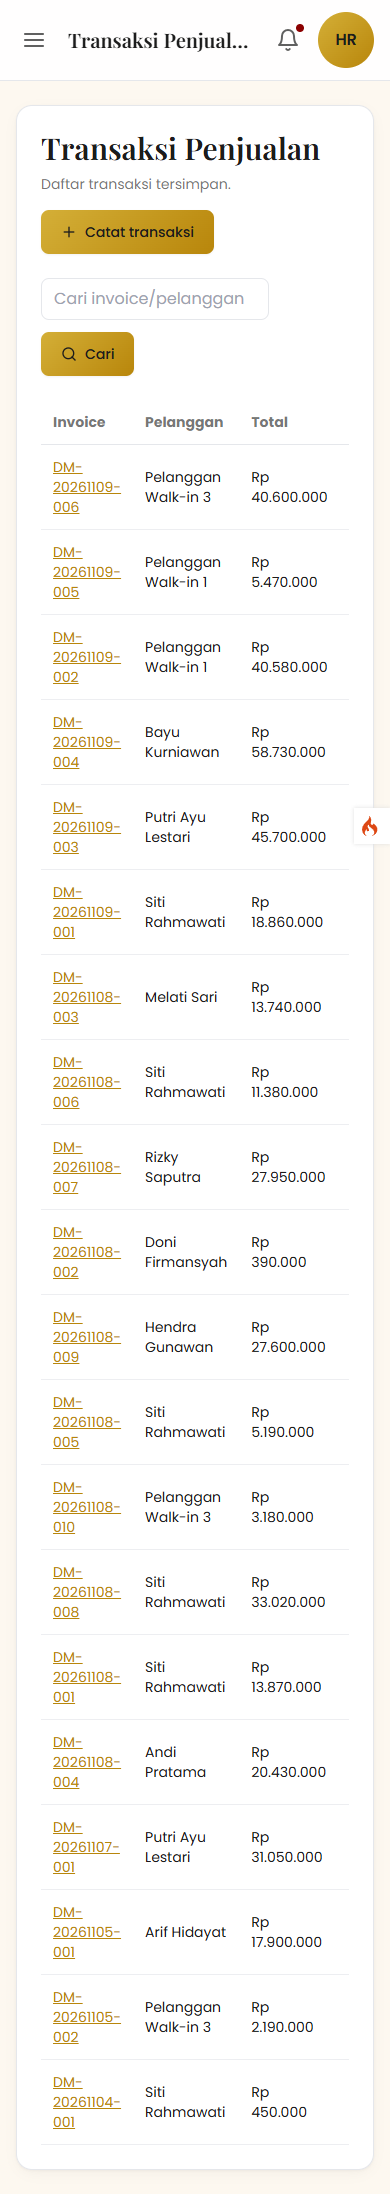 Transaksi Penjual...
HR
Transaksi Penjualan
Daftar transaksi tersimpan.
Catat transaksi
Cari invoice/pelanggan
Cari
Invoice Pelanggan Total
DM-20261109-006 Pelanggan Walk-in 3 Rp 40.600.000
DM-20261109-005 Pelanggan Walk-in 1 Rp 5.470.000
DM-20261109-002 Pelanggan Walk-in 1 Rp 40.580.000
DM-20261109-004 Bayu Kurniawan Rp 58.730.000
DM-20261109-003 Putri Ayu Lestari Rp 45.700.000
DM-20261109-001 Siti Rahmawati Rp 18.860.000
DM-20261108-003 Melati Sari Rp 13.740.000
DM-20261108-006 Siti Rahmawati Rp 11.380.000
DM-20261108-007 Rizky Saputra Rp 27.950.000
DM-20261108-002 Doni Firmansyah Rp 390.000
DM-20261108-009 Hendra Gunawan Rp 27.600.000
DM-20261108-005 Siti Rahmawati Rp 5.190.000
DM-20261108-010 Pelanggan Walk-in 3 Rp 3.180.000
DM-20261108-008 Siti Rahmawati Rp 33.020.000
DM-20261108-001 Siti Rahmawati Rp 13.870.000
DM-20261108-004 Andi Pratama Rp 20.430.000
DM-20261107-001 Putri Ayu Lestari Rp 31.050.000
DM-20261105-001 Arif Hidayat Rp 17.900.000
DM-20261105-002 Pelanggan Walk-in 3 Rp 2.190.000
DM-20261104-001 Siti Rahmawati Rp 450.000